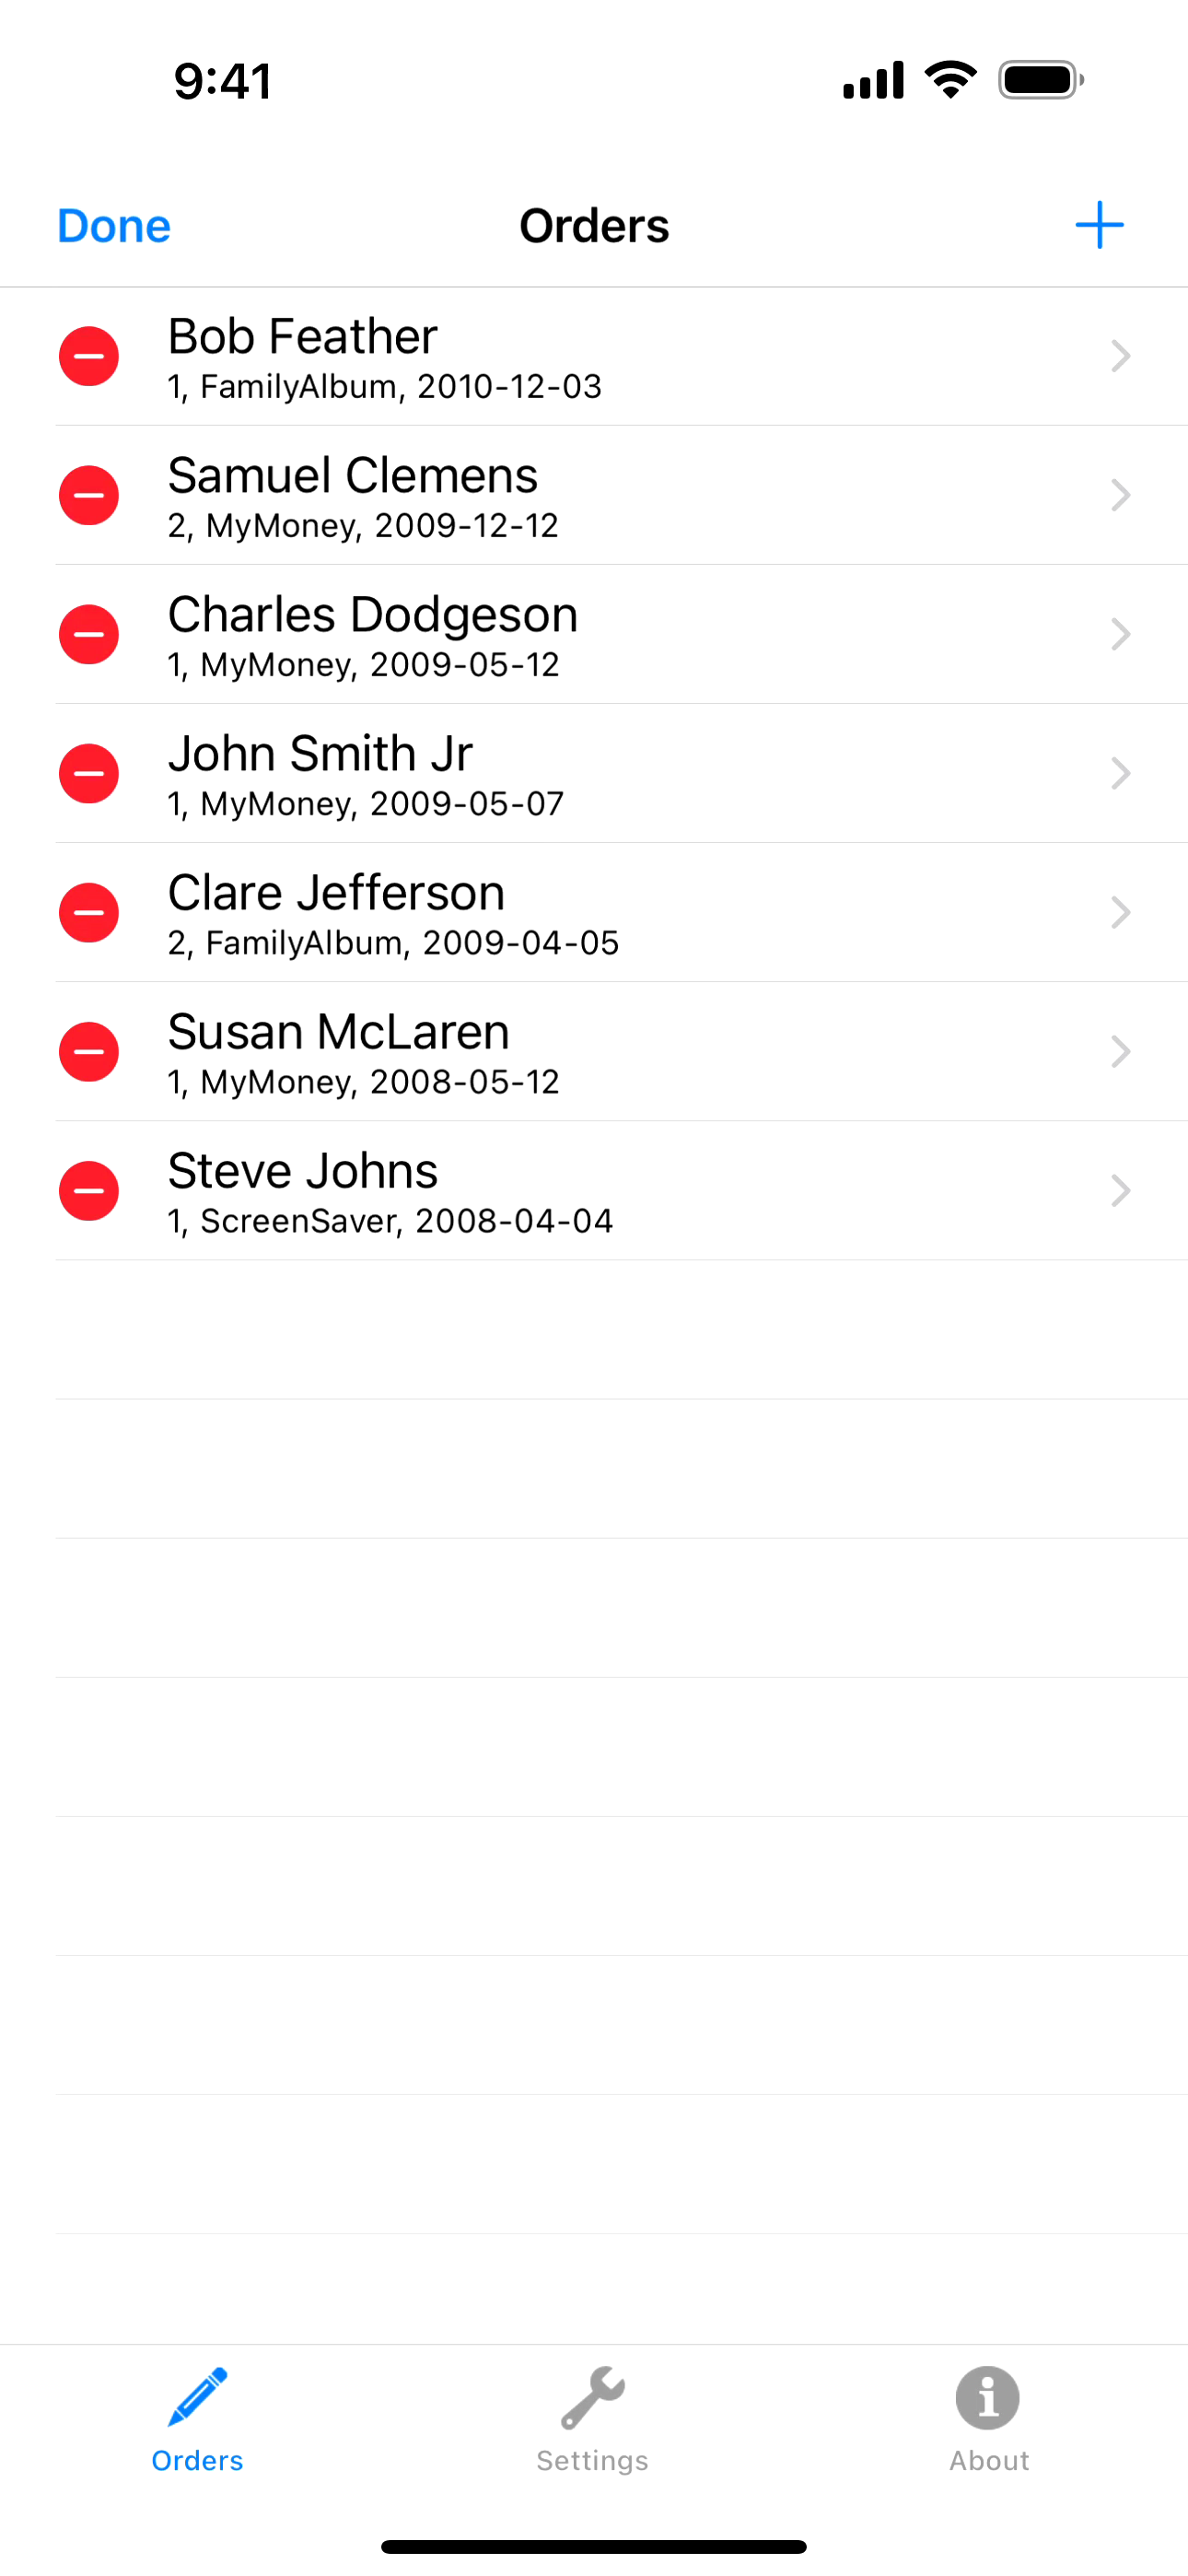 9:41
Done Orders +
Bob Feather
1, FamilyAlbum, 2010-12-03
Samuel Clemens
2, MyMoney, 2009-12-12
Charles Dodgeson
1, MyMoney, 2009-05-12
John Smith Jr
1, MyMoney, 2009-05-07
Clare Jefferson
2, FamilyAlbum, 2009-04-05
Susan McLaren
1, MyMoney, 2008-05-12
Steve Johns
1, ScreenSaver, 2008-04-04
Orders Settings About